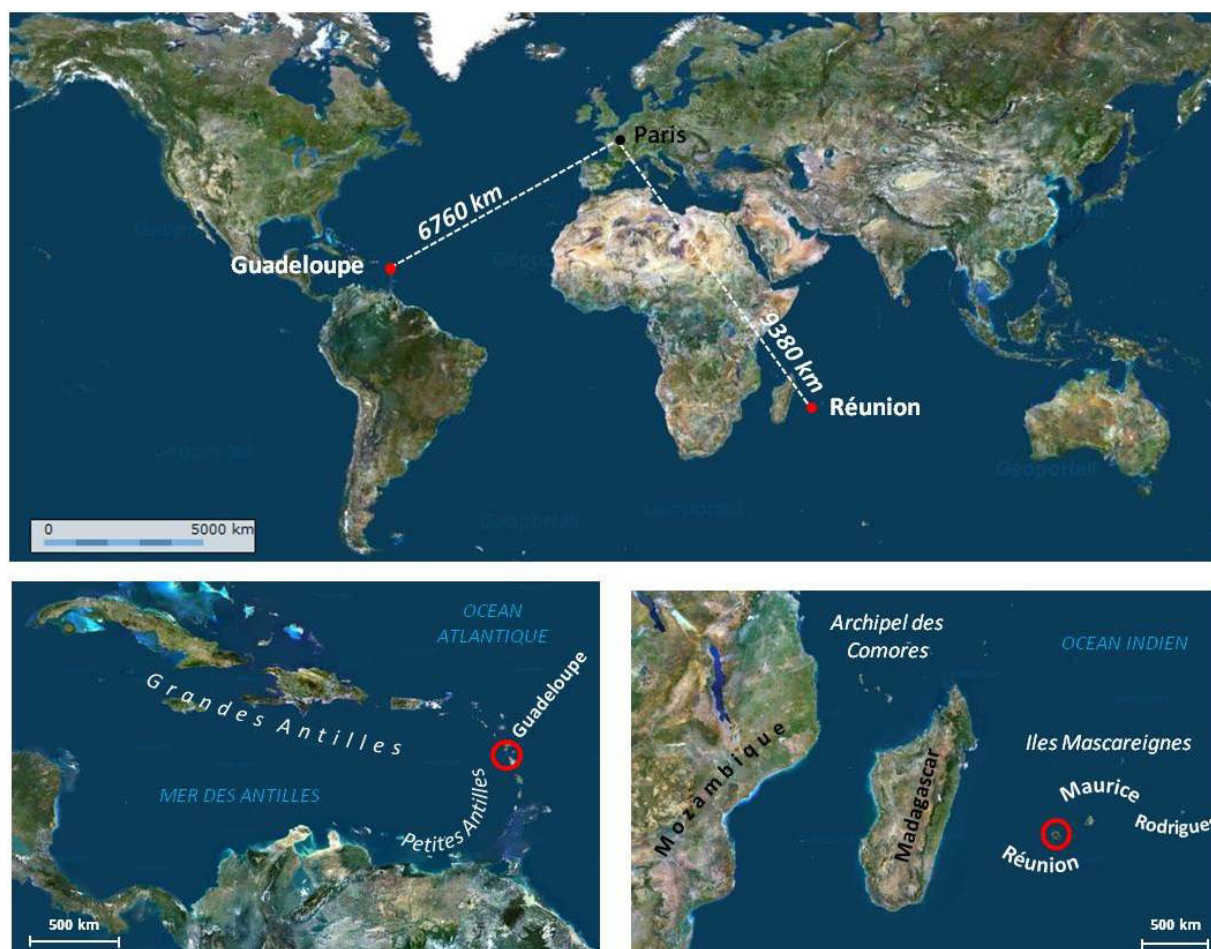 Paris
6760 km
Guadeloupe
9380 km
Réunion
Geoportail
0 5000 km
OCEAN
ATLANTIQUE
Guadeloupe
Grandes Antilles
MER DES ANTILLES
Petites Antilles
500 km
Archipel des
Comores
OCEAN INDIEN
Mozambique
Madagascar
Iles Mascareignes
Maurice
Rodrigues
Réunion
500 km